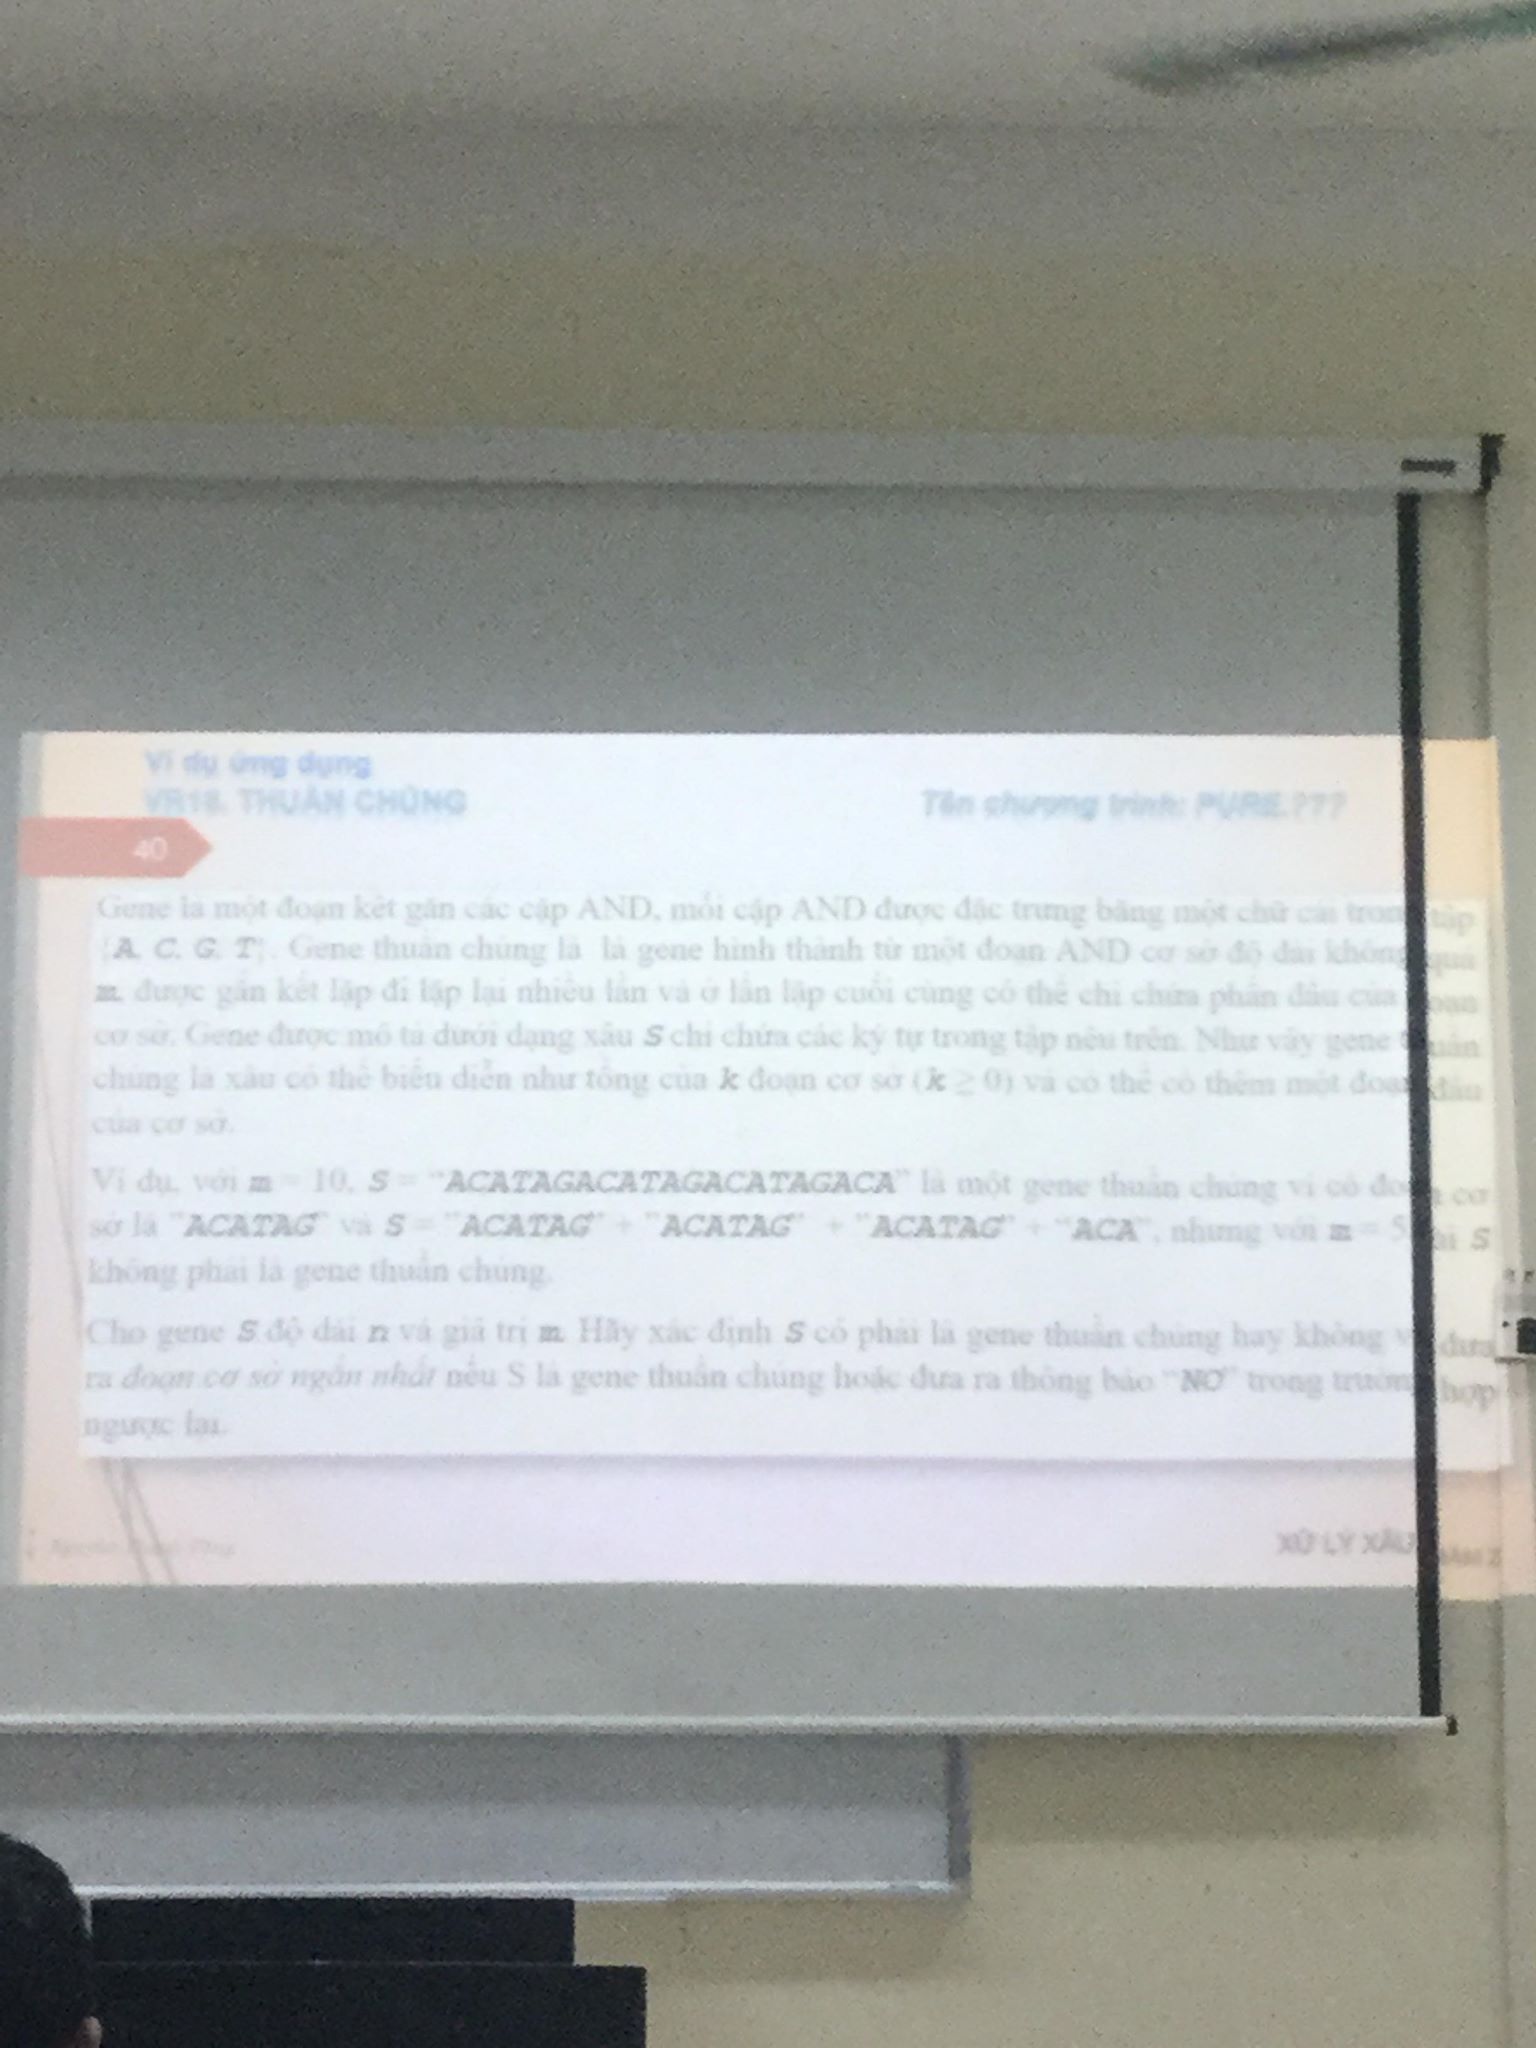 Ví dụ ứng dụng
VR18. THUẦN CHỦNG
Tên chương trình: PURE.???
40
Gene là một đoạn kết gắn các cặp AND, mỗi cặp AND được đặc trưng bằng một chữ cái tron tập
{A, C, G, T}. Gene thuần chủng là là gene hình thành từ một đoạn AND cơ sở độ dài không quá
m, được gắn kết lặp đi lặp lại nhiều lần và ở lần lặp cuối cùng có thể chỉ chứa phần đầu của oạn
cơ sở. Gene được mô tả dưới dạng xâu S chỉ chứa các ký tự trong tập nêu trên. Như vậy gene t uần
chủng là xâu có thể biểu diễn như tổng của k đoạn cơ sở (k ≥ 0) và có thể có thêm một đoạ đầu
của cơ sở.
Ví dụ, với m = 10, S = "ACATAGACATAGACATAGACA" là một gene thuần chủng vì có đoạn cơ
sở là "ACATAG" và S = "ACATAG" + "ACATAG" + "ACATAG" + "ACA", nhưng với m = 5 hì S
không phải là gene thuần chủng.
Cho gene S độ dài n và giá trị m. Hãy xác định S có phải là gene thuần chủng hay không v đưa
ra đoạn cơ sở ngắn nhất nếu S là gene thuần chủng hoặc đưa ra thông báo "NO" trong trườn hợp
ngược lại.
XỬ LÝ XÂU